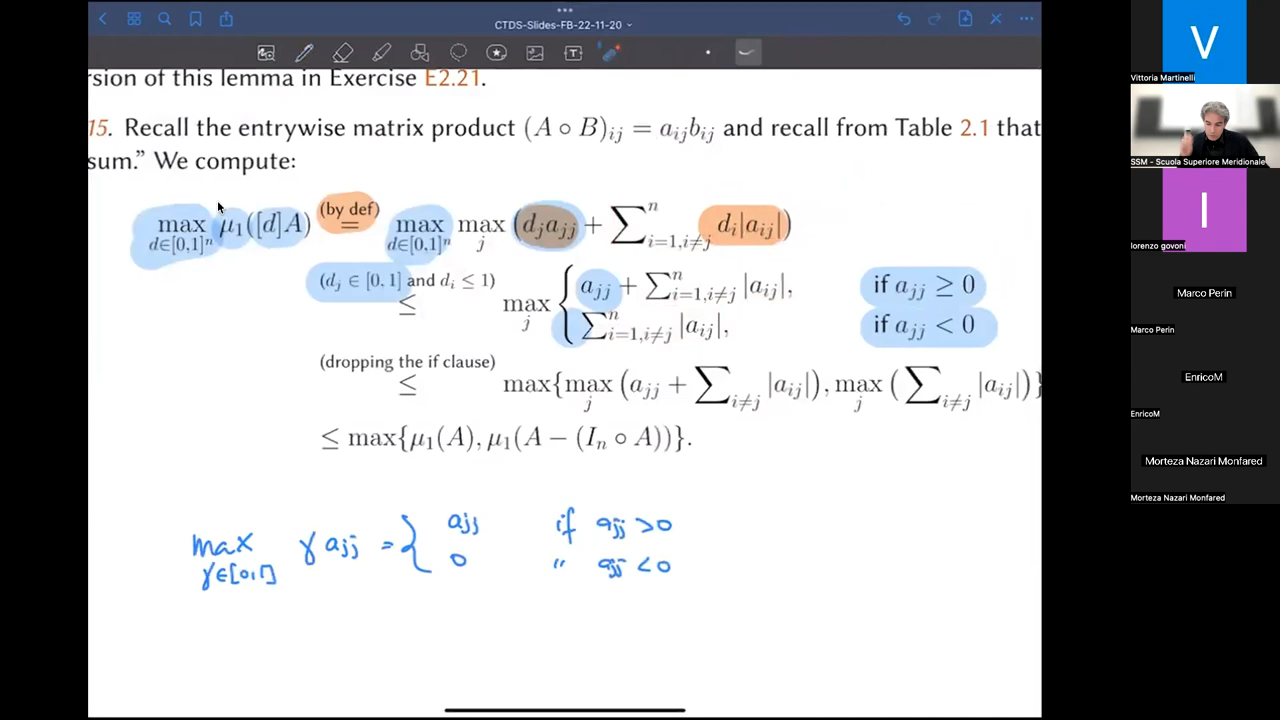 CTDS-Slides-FB-22-11-20
rsion of this lemma in Exercise E2.21.
15. Recall the entrywise matrix product (A ∘ B)ij = aijbij and recall from Table 2.1 that
sum.” We compute:
max d∈[0,1]^n μ1([d]A) (by def) = max d∈[0,1]^n max j (djajj + ∑ i=1,i≠j ^n di|aij|)
(dj ∈ [0,1] and di ≤ 1) ≤ max j { ajj + ∑ i=1,i≠j ^n |aij|, if ajj ≥ 0
∑ i=1,i≠j ^n |aij|, if ajj < 0
(dropping the if clause) ≤ max{max j (ajj + ∑ i≠j |aij|), max j (∑ i≠j |aij|)}
≤ max{μ1(A), μ1(A − (In ∘ A))}.
max γ∈[0,1] γ ajj = { ajj if ajj > 0
0 " ajj < 0
V
Vittoria Martinelli
SSM - Scuola Superiore Meridionale
I
lorenzo govoni
Marco Perin
Marco Perin
EnricoM
EnricoM
Morteza Nazari Monfared
Morteza Nazari Monfared